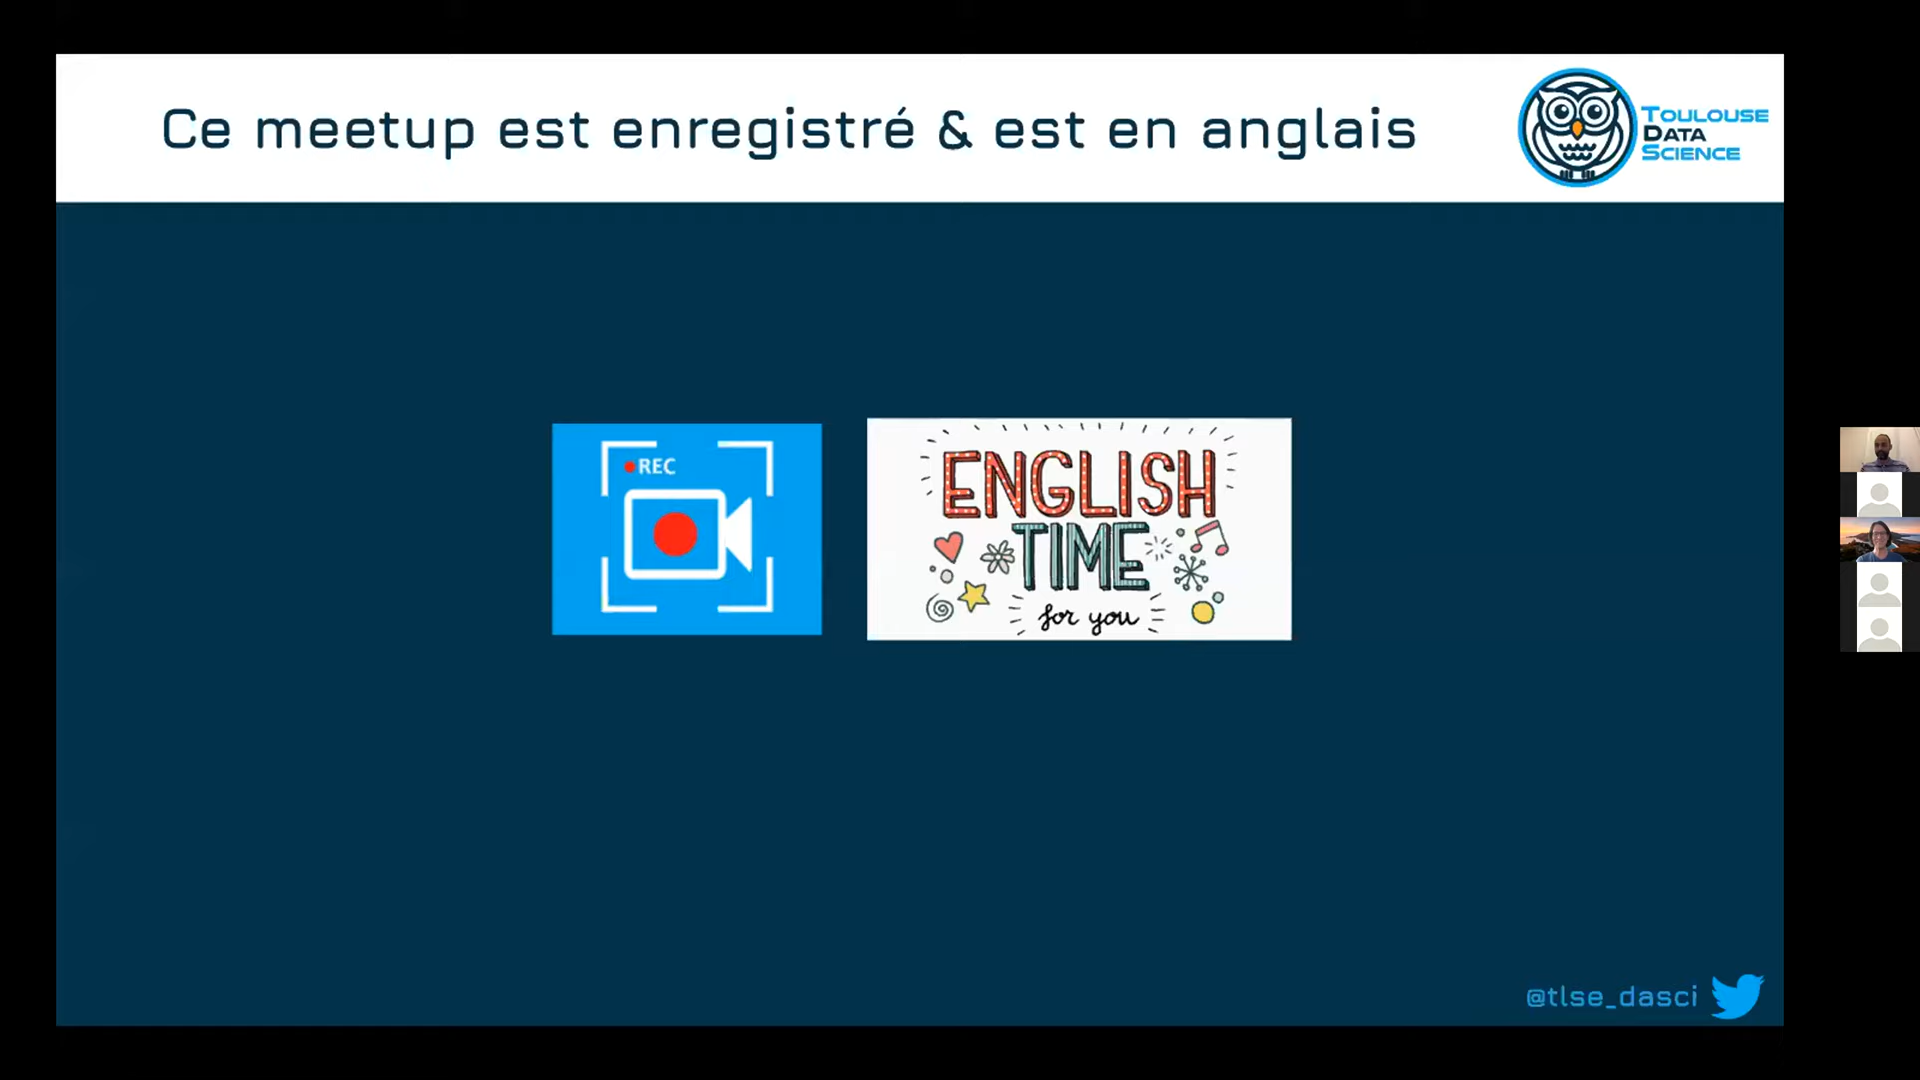 Ce meetup est enregistré & est en anglais
TOULOUSE
DATA
SCIENCE
REC
ENGLISH
TIME
for you
@tlse_dasci